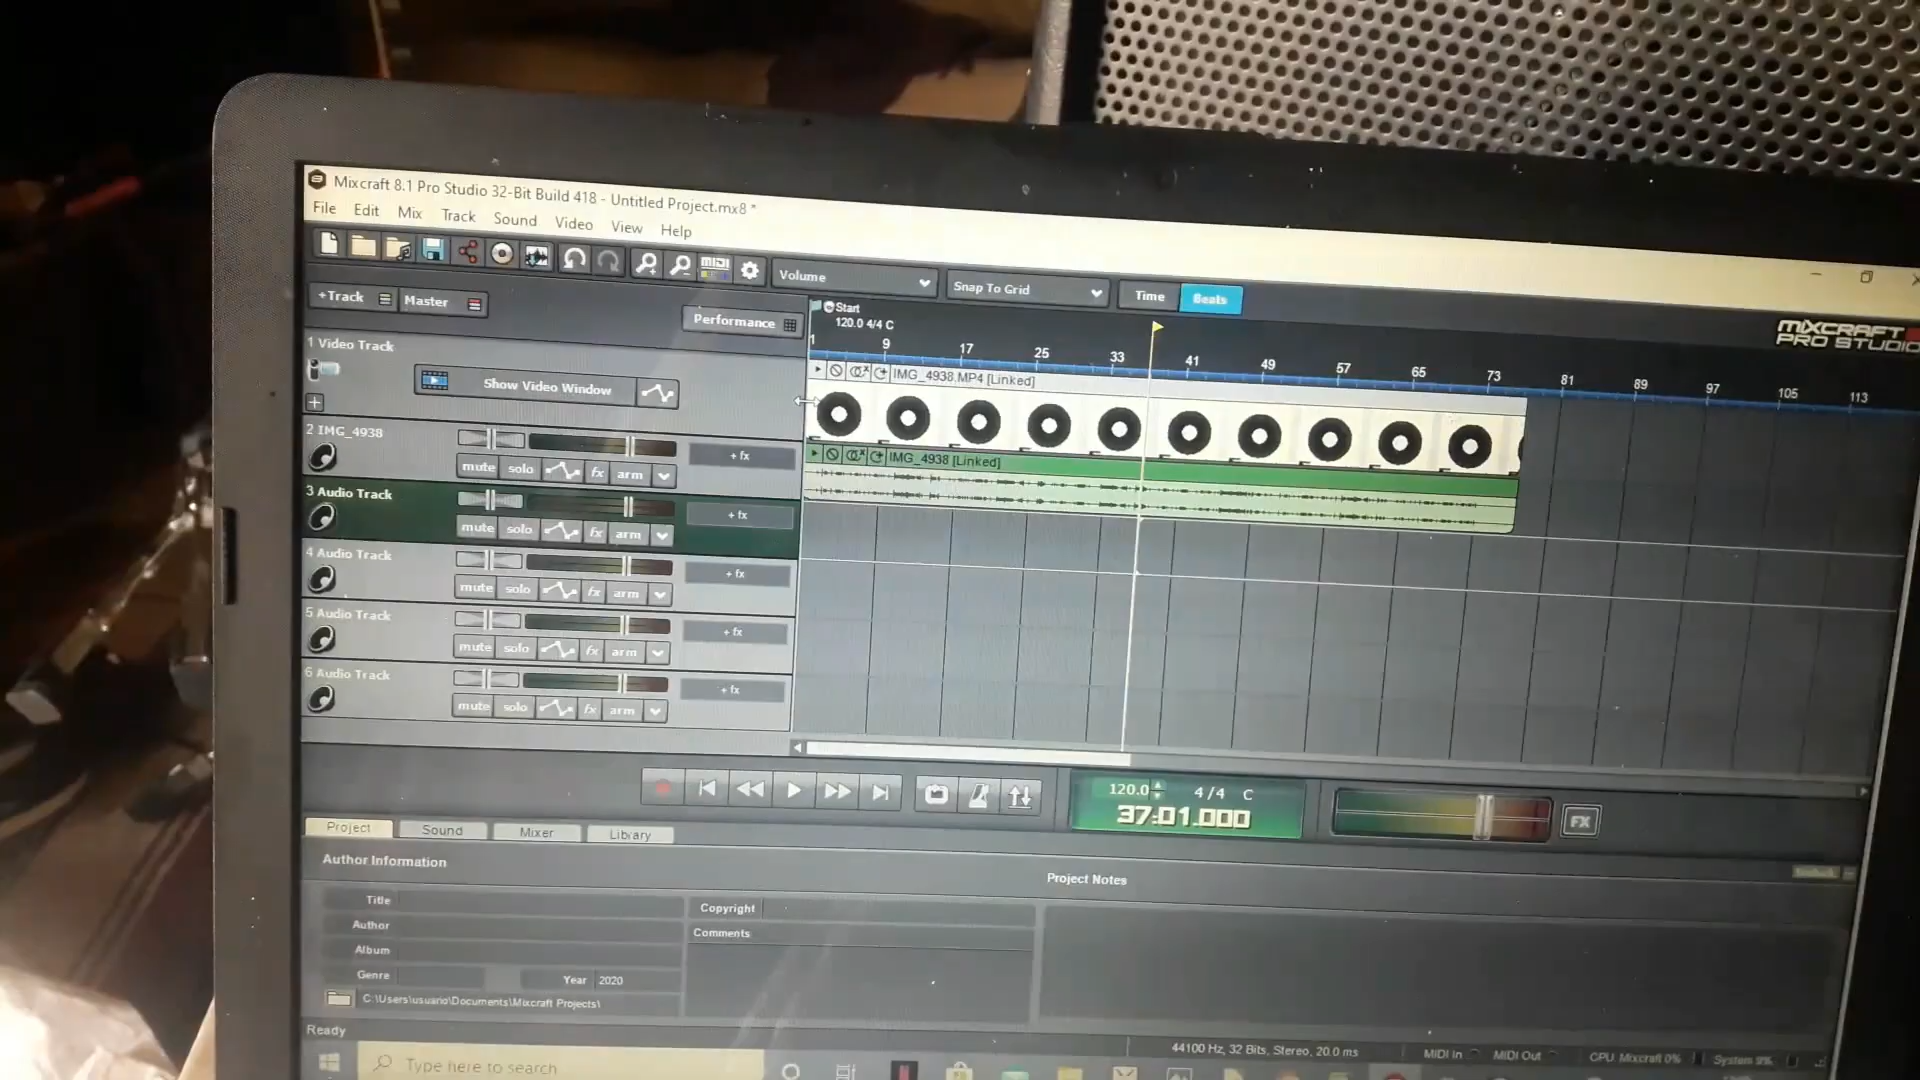 Mixcraft 8.1 Pro Studio 32-Bit Build 418 - Untitled Project.mx8 *
File Edit Mix Track Sound Video View Help
MIDI Volume Snap To Grid Time Beats
+Track Master Performance
Start
120.0 4/4 C
MIXCRAFT
PRO STUDIO
1 9 17 25 33 41 49 57 65 73 81 89 97 105 113
1 Video Track
Show Video Window
IMG_4938.MP4 [Linked]
2 IMG_4938
mute solo fx arm + fx
IMG_4938 [Linked]
3 Audio Track
mute solo fx arm + fx
4 Audio Track
mute solo fx arm + fx
5 Audio Track
mute solo fx arm + fx
6 Audio Track
mute solo fx arm + fx
120.0 4/4 C
37:01.000
FX
Project Sound Mixer Library
Author Information
Project Notes
Title
Author
Album
Genre
Year 2020
Copyright
Comments
C:\Users\usuario\Documents\Mixcraft Projects\
Ready
44100 Hz, 32 Bits, Stereo, 20.0 ms MIDI In MIDI Out CPU: Mixcraft 0% System 9%
Type here to search